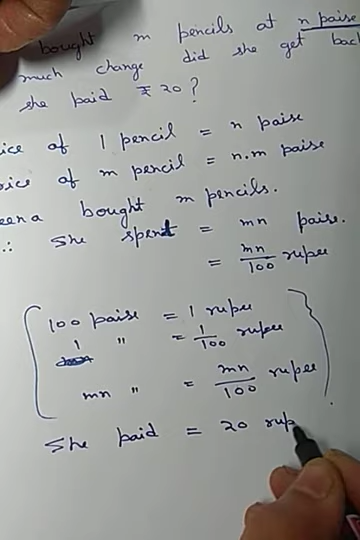 bought m pencils at n paise
much change did she get back
she paid ₹ 20?
ice of 1 pencil = n paise
ice of m pencil = n.m paise
eena bought m pencils.
∴ She spent = mn pais.
= mn/100 rupee
100 paise = 1 rupee
1 " = 1/100 rupee
mn " = mn/100 rupee
She paid = 20 rup